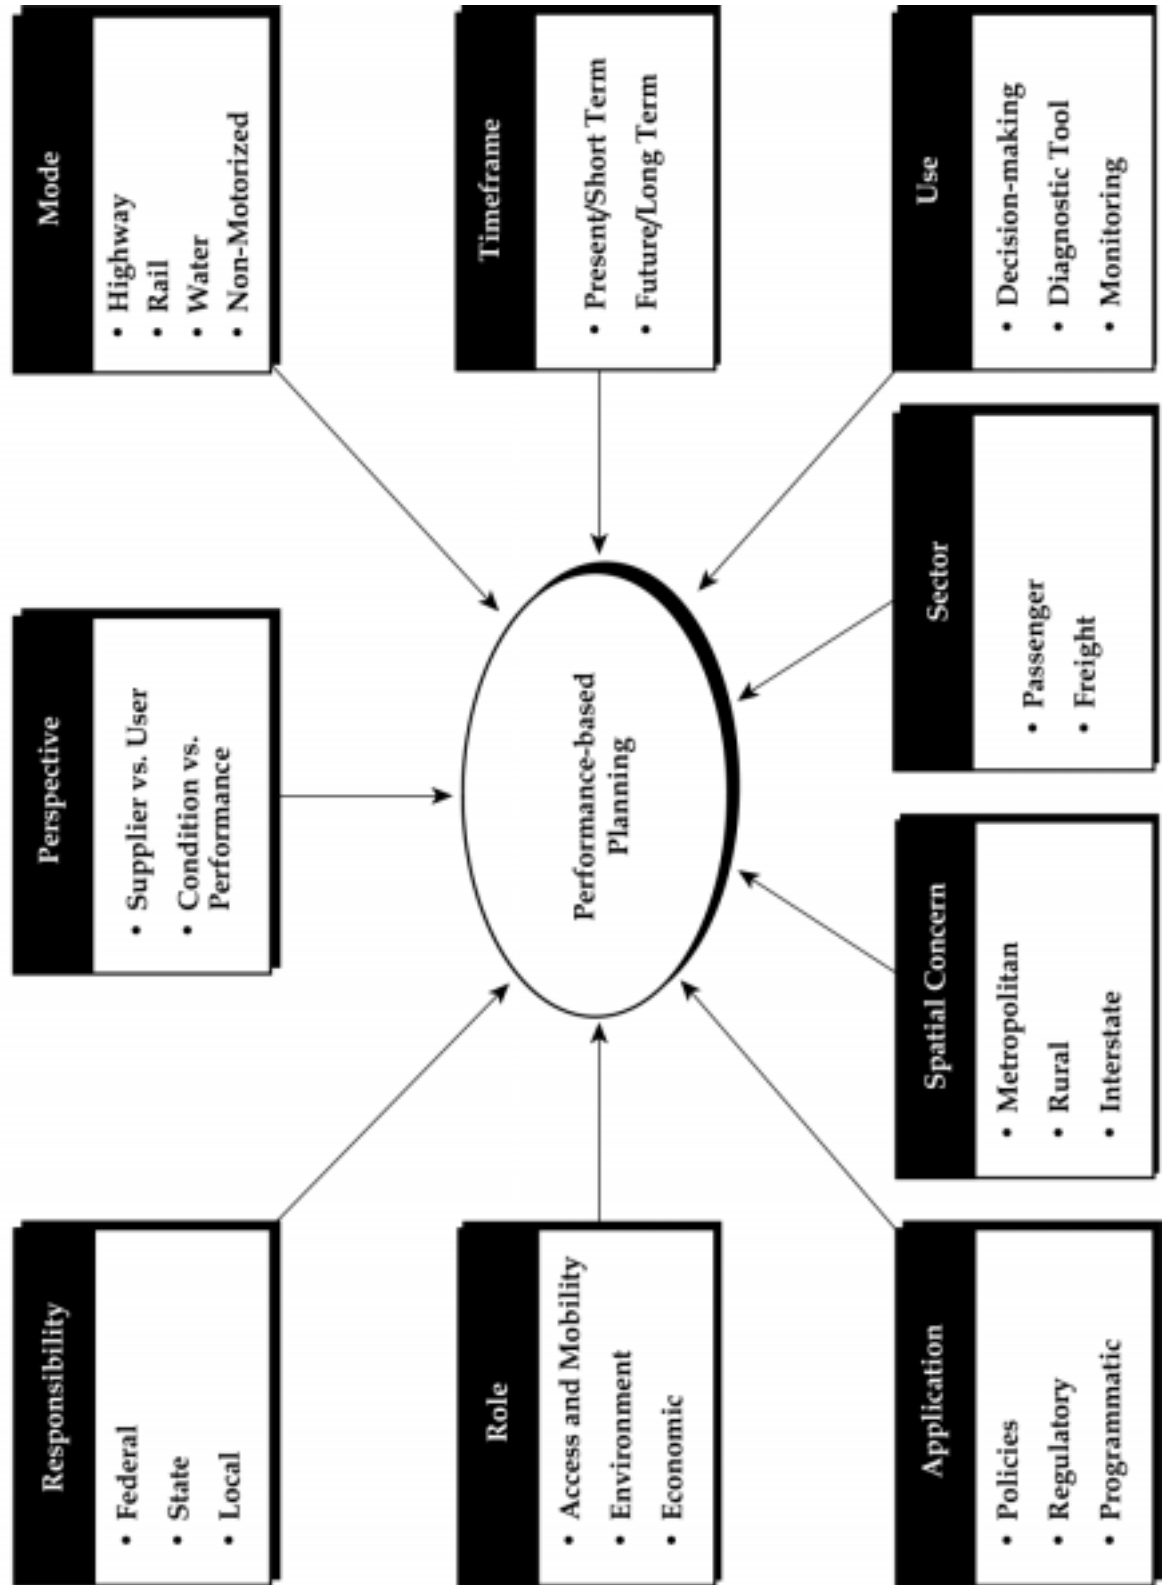 Responsibility
• Federal
• State
• Local
Perspective
• Supplier vs. User
• Condition vs.
Performance
Mode
• Highway
• Rail
• Water
• Non-Motorized
Role
• Access and Mobility
• Environment
• Economic
Performance-based
Planning
Timeframe
• Present/Short Term
• Future/Long Term
Application
• Policies
• Regulatory
• Programmatic
Spatial Concern
• Metropolitan
• Rural
• Interstate
Sector
• Passenger
• Freight
Use
• Decision-making
• Diagnostic Tool
• Monitoring